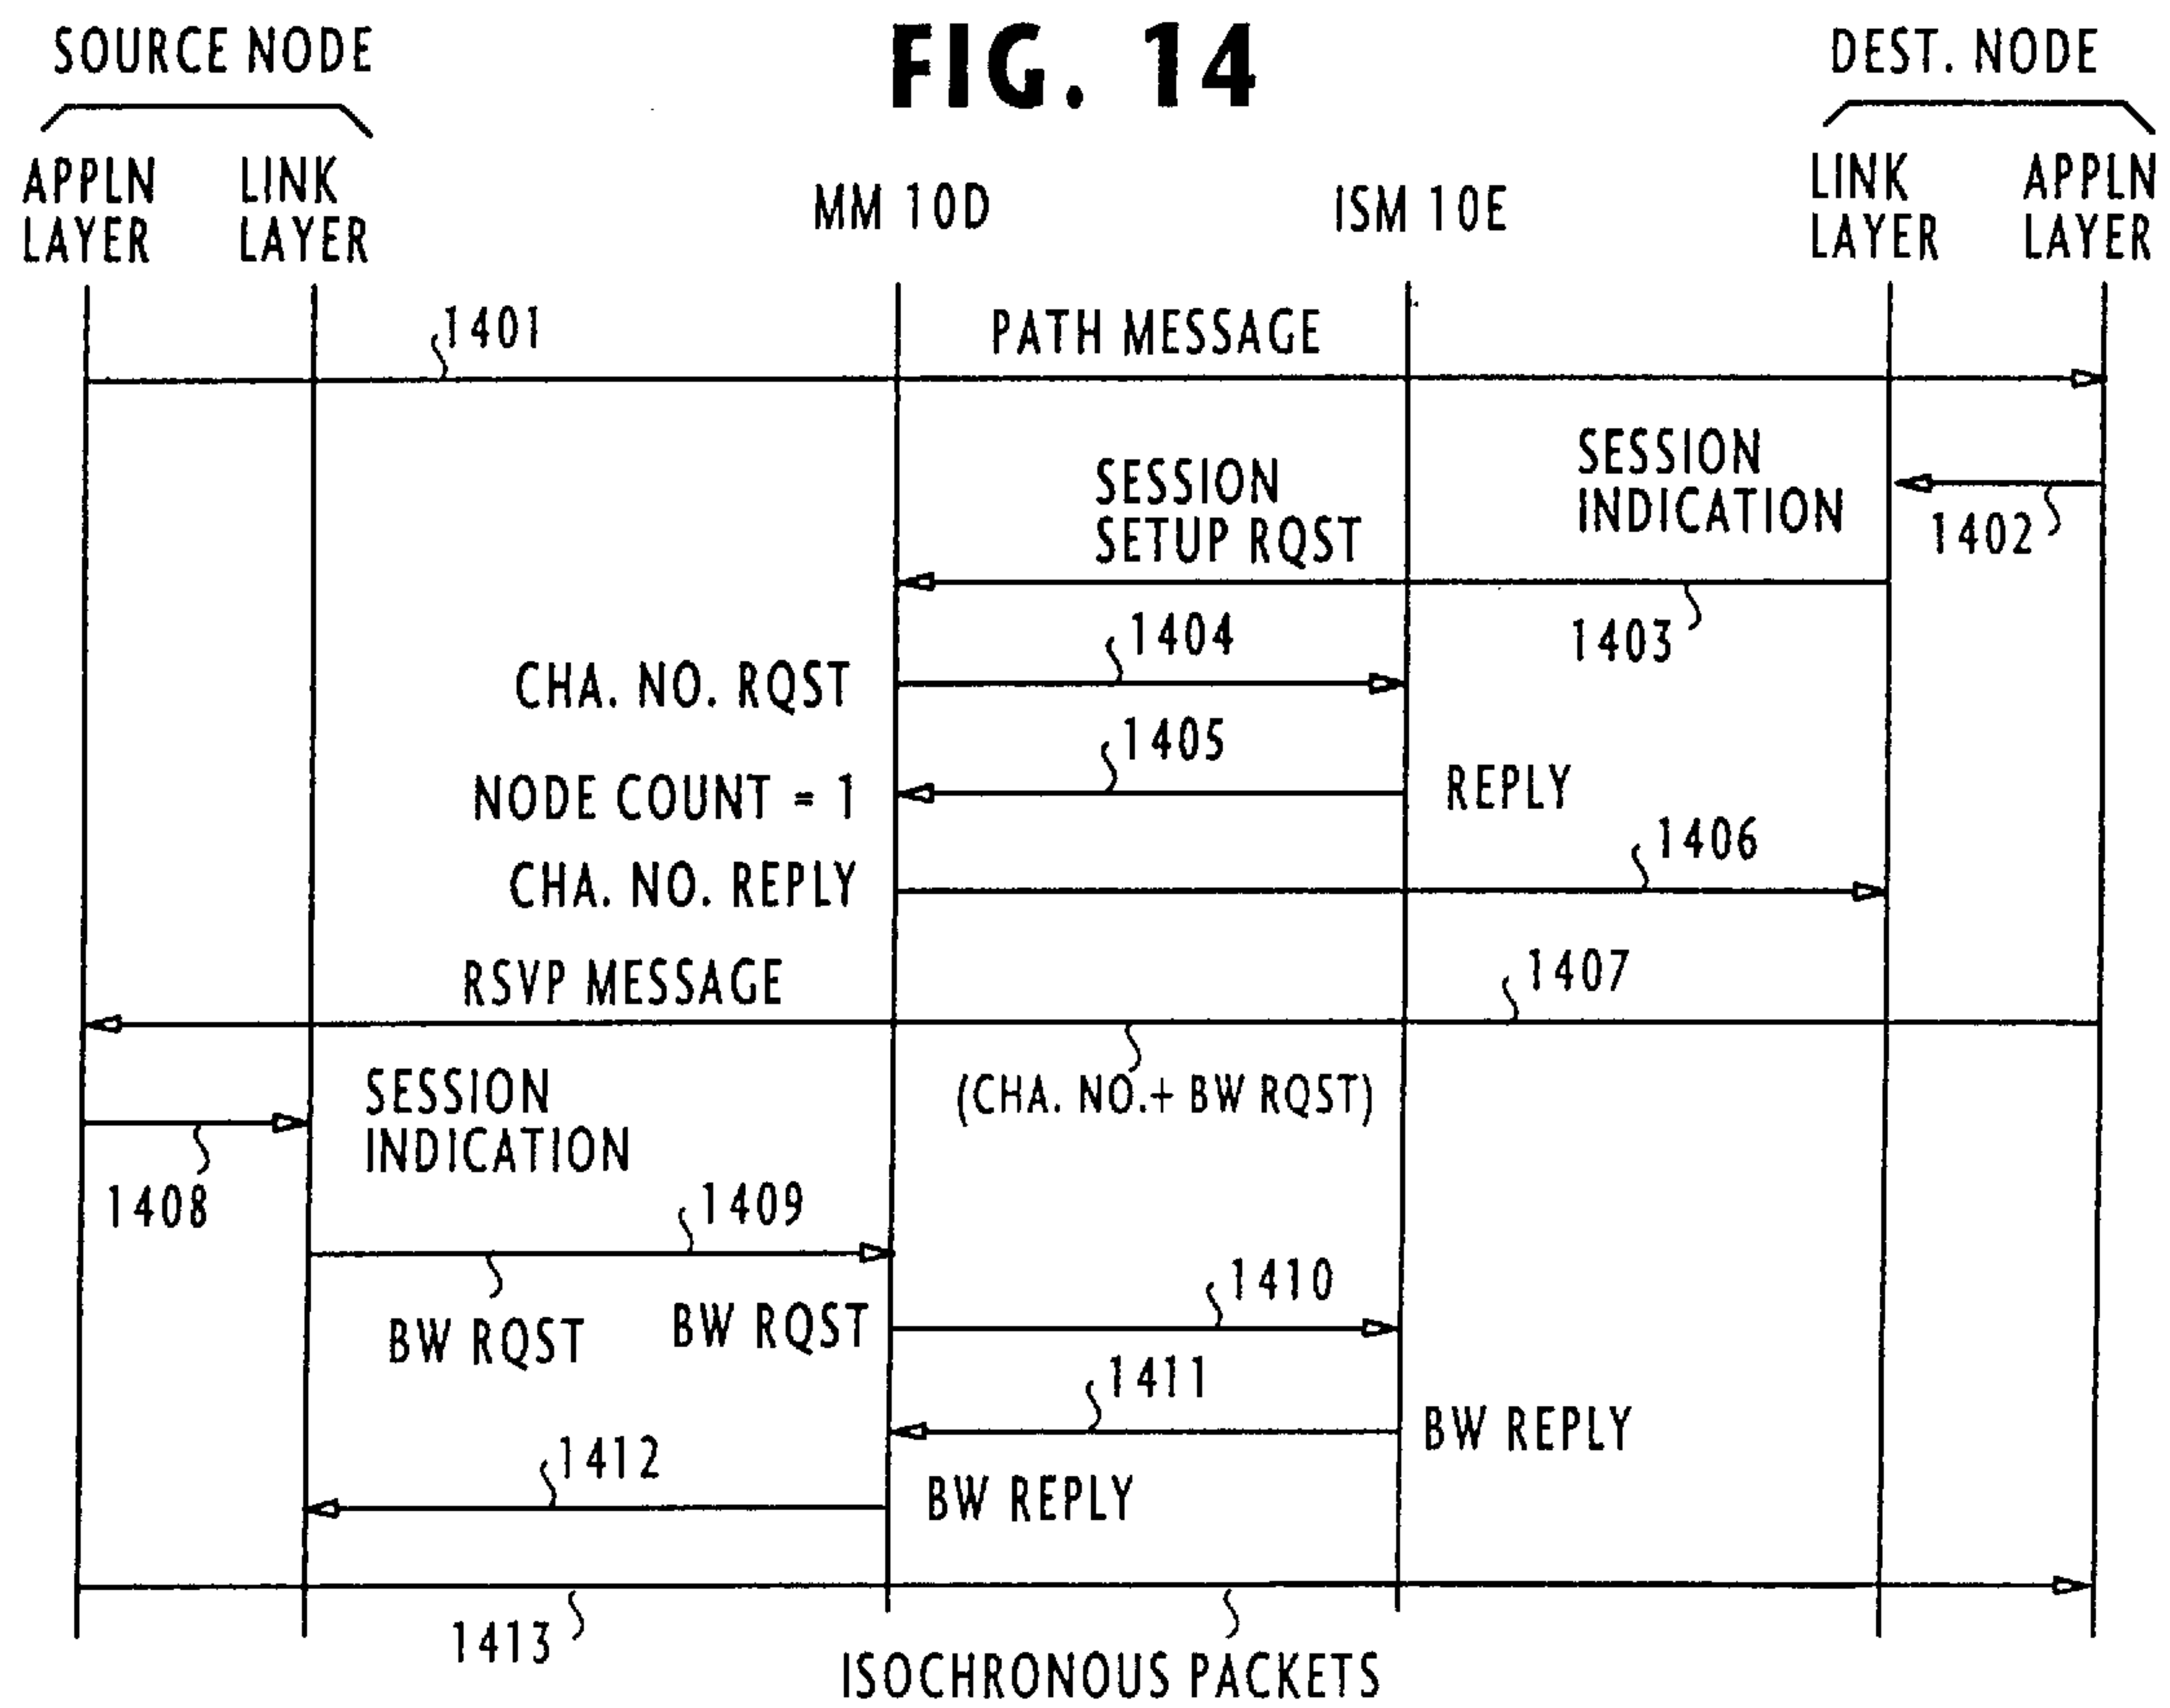 FIG. 14
SOURCE NODE
DEST. NODE
APPLN
LAYER
LINK
LAYER
MM 10D
ISM 10E
LINK
LAYER
APPLN
LAYER
1401
PATH MESSAGE
SESSION
INDICATION
1402
SESSION
SETUP RQST
1403
1404
CHA. NO. RQST
1405
NODE COUNT = 1
REPLY
1406
CHA. NO. REPLY
RSVP MESSAGE
1407
(CHA. NO.+ BW RQST)
SESSION
INDICATION
1408
1409
BW RQST
BW RQST
1410
1411
BW REPLY
1412
BW REPLY
1413
ISOCHRONOUS PACKETS